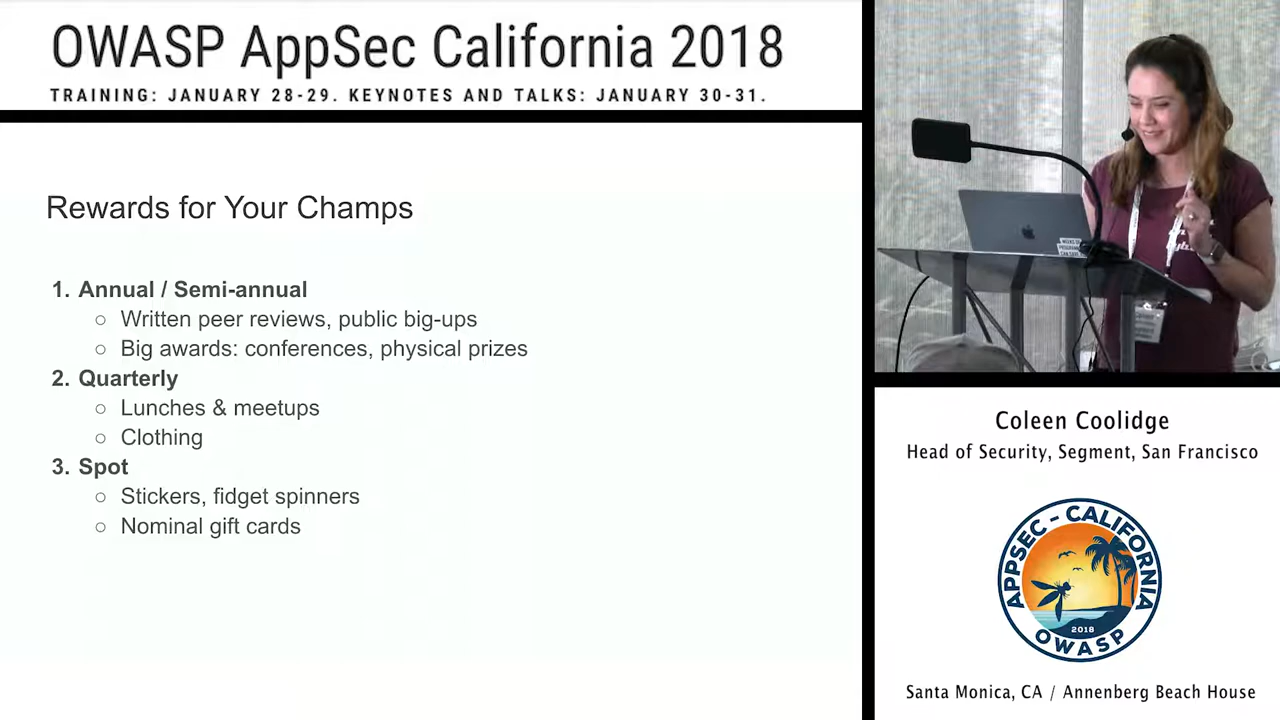 OWASP AppSec California 2018
TRAINING: JANUARY 28-29. KEYNOTES AND TALKS: JANUARY 30-31.
Rewards for Your Champs
1. Annual / Semi-annual
○ Written peer reviews, public big-ups
○ Big awards: conferences, physical prizes
2. Quarterly
○ Lunches & meetups
○ Clothing
3. Spot
○ Stickers, fidget spinners
○ Nominal gift cards
Coleen Coolidge
Head of Security, Segment, San Francisco
APPSEC - CALIFORNIA
2018
OWASP
Santa Monica, CA / Annenberg Beach House